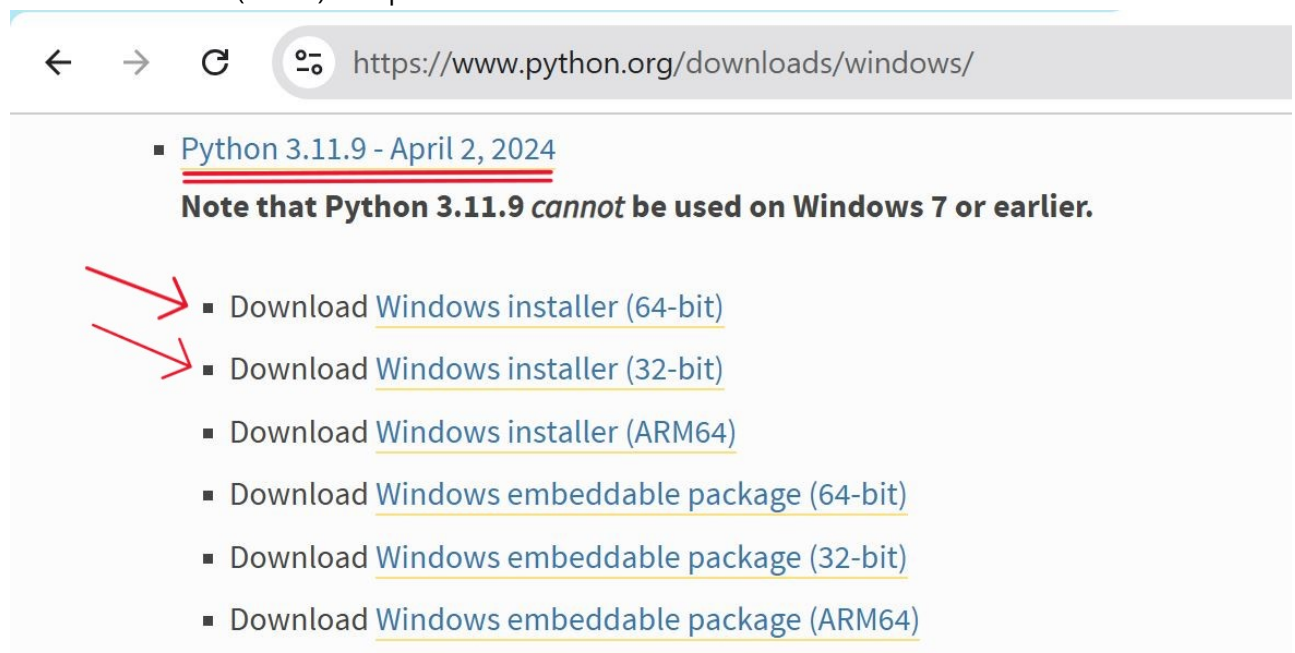 https://www.python.org/downloads/windows/
Python 3.11.9 - April 2, 2024
Note that Python 3.11.9 cannot be used on Windows 7 or earlier.
Download Windows installer (64-bit)
Download Windows installer (32-bit)
Download Windows installer (ARM64)
Download Windows embeddable package (64-bit)
Download Windows embeddable package (32-bit)
Download Windows embeddable package (ARM64)